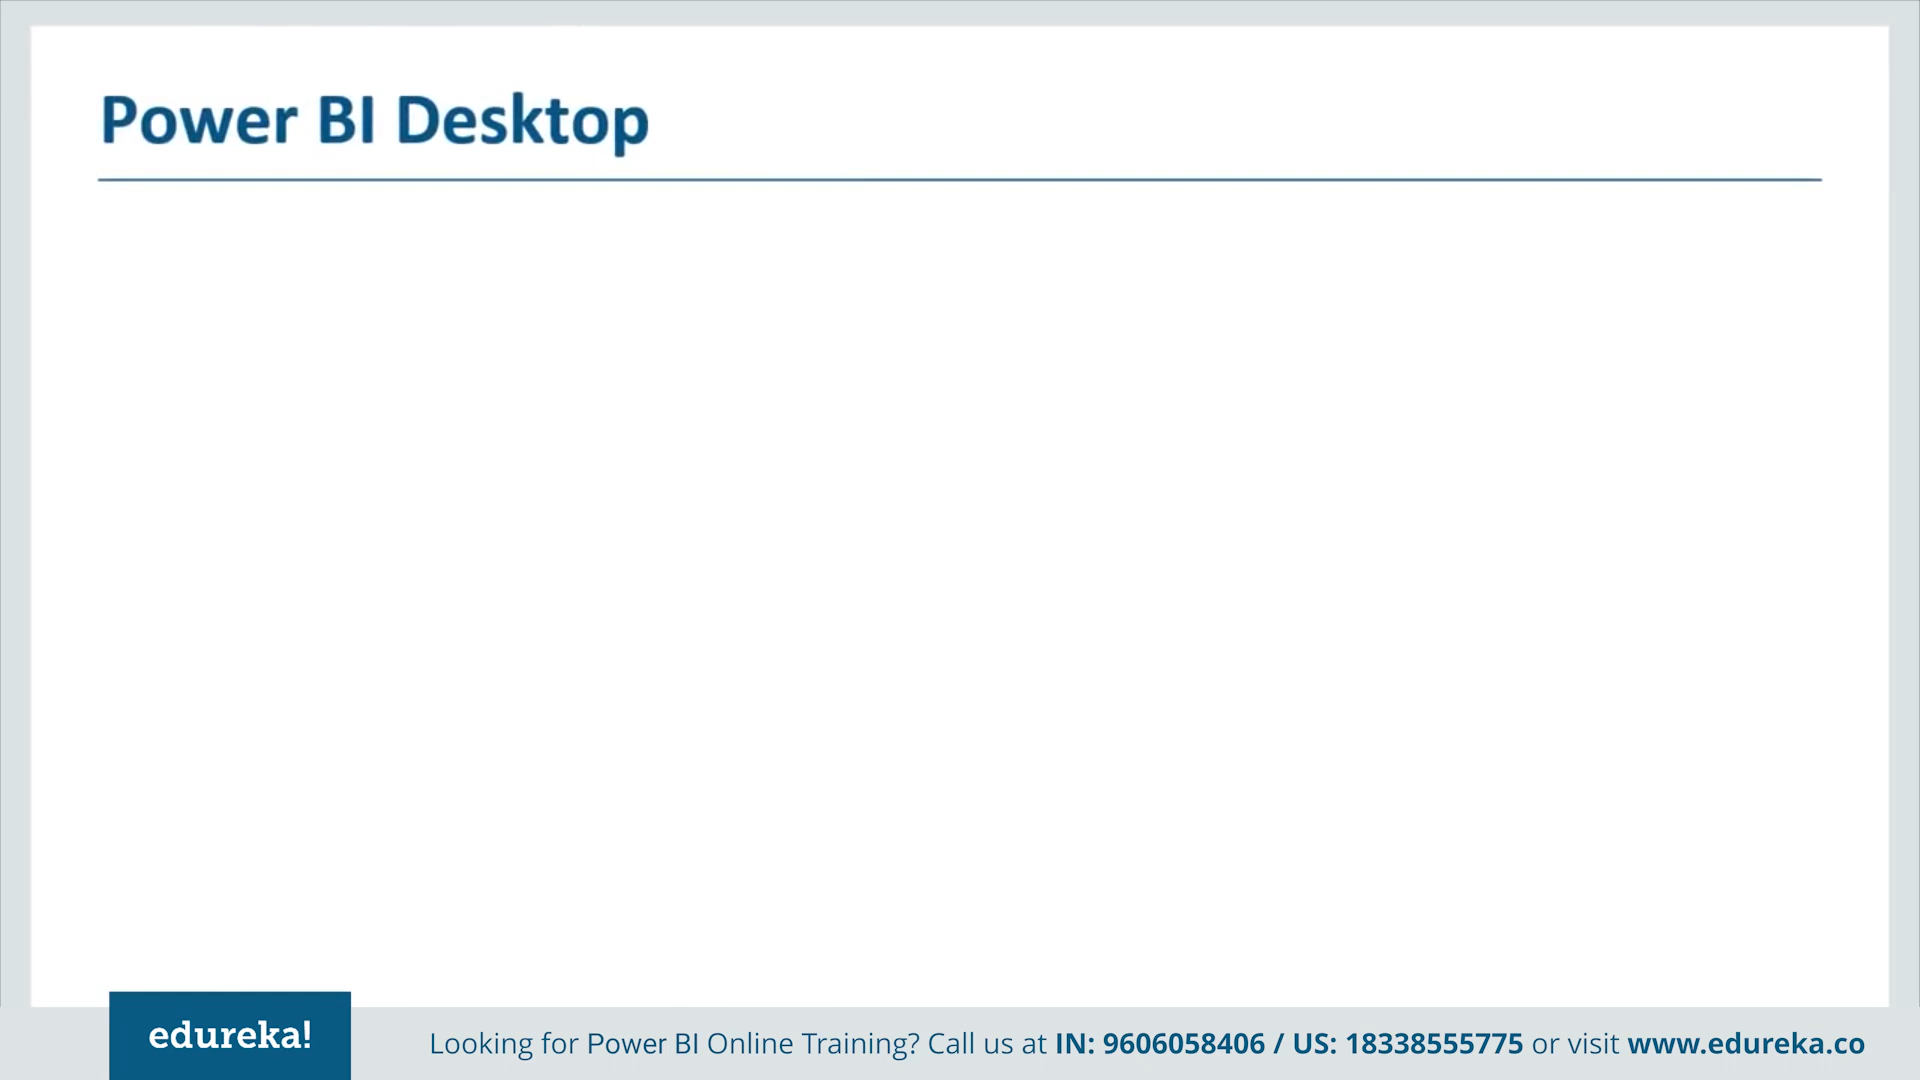 Power BI Desktop
edureka!
Looking for Power BI Online Training? Call us at IN: 9606058406 / US: 18338555775 or visit www.edureka.co